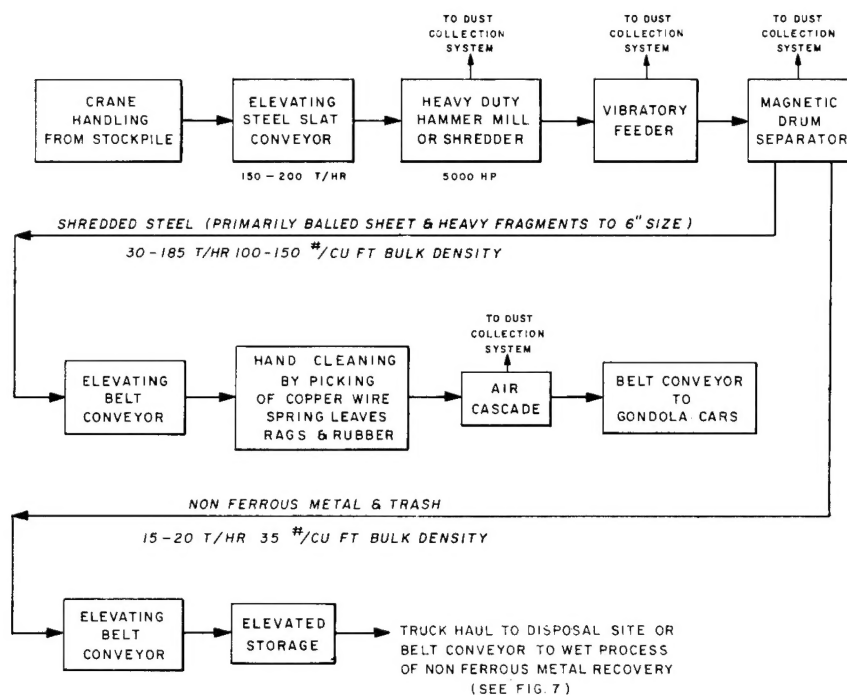 TO DUST
COLLECTION
SYSTEM
TO DUST
COLLECTION
SYSTEM
TO DUST
COLLECTION
SYSTEM
CRANE
HANDLING
FROM STOCKPILE
ELEVATING
STEEL SLAT
CONVEYOR
150-200 T/HR
HEAVY DUTY
HAMMER MILL
OR SHREDDER
5000 HP
VIBRATORY
FEEDER
MAGNETIC
DRUM
SEPARATOR
SHREDDED STEEL (PRIMARILY BALLED SHEET & HEAVY FRAGMENTS TO 6" SIZE)
30-185 T/HR 100-150 #/CU FT BULK DENSITY
TO DUST
COLLECTION
SYSTEM
ELEVATING
BELT
CONVEYOR
HAND CLEANING
BY PICKING
OF COPPER WIRE
SPRING LEAVES
RAGS & RUBBER
AIR
CASCADE
BELT CONVEYOR
TO
GONDOLA CARS
NON FERROUS METAL & TRASH
15-20 T/HR 35 #/CU FT BULK DENSITY
ELEVATING
BELT
CONVEYOR
ELEVATED
STORAGE
TRUCK HAUL TO DISPOSAL SITE OR
BELT CONVEYOR TO WET PROCESS
OF NON FERROUS METAL RECOVERY
(SEE FIG. 7)